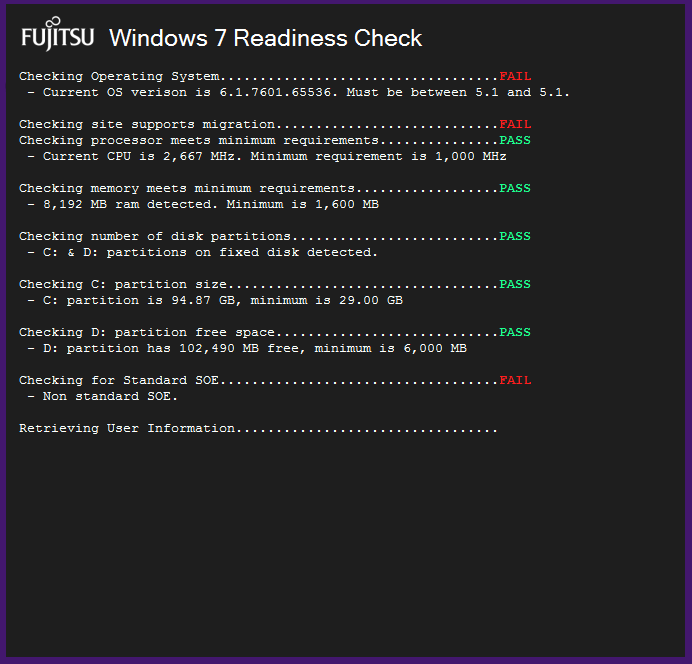 FUJITSU Windows 7 Readiness Check
Checking Operating System...................................FAIL
- Current OS verison is 6.1.7601.65536. Must be between 5.1 and 5.1.
Checking site supports migration............................FAIL
Checking processor meets minimum requirements...............PASS
- Current CPU is 2,667 MHz. Minimum requirement is 1,000 MHz
Checking memory meets minimum requirements..................PASS
- 8,192 MB ram detected. Minimum is 1,600 MB
Checking number of disk partitions..........................PASS
- C: & D: partitions on fixed disk detected.
Checking C: partition size..................................PASS
- C: partition is 94.87 GB, minimum is 29.00 GB
Checking D: partition free space............................PASS
- D: partition has 102,490 MB free, minimum is 6,000 MB
Checking for Standard SOE...................................FAIL
- Non standard SOE.
Retrieving User Information.................................